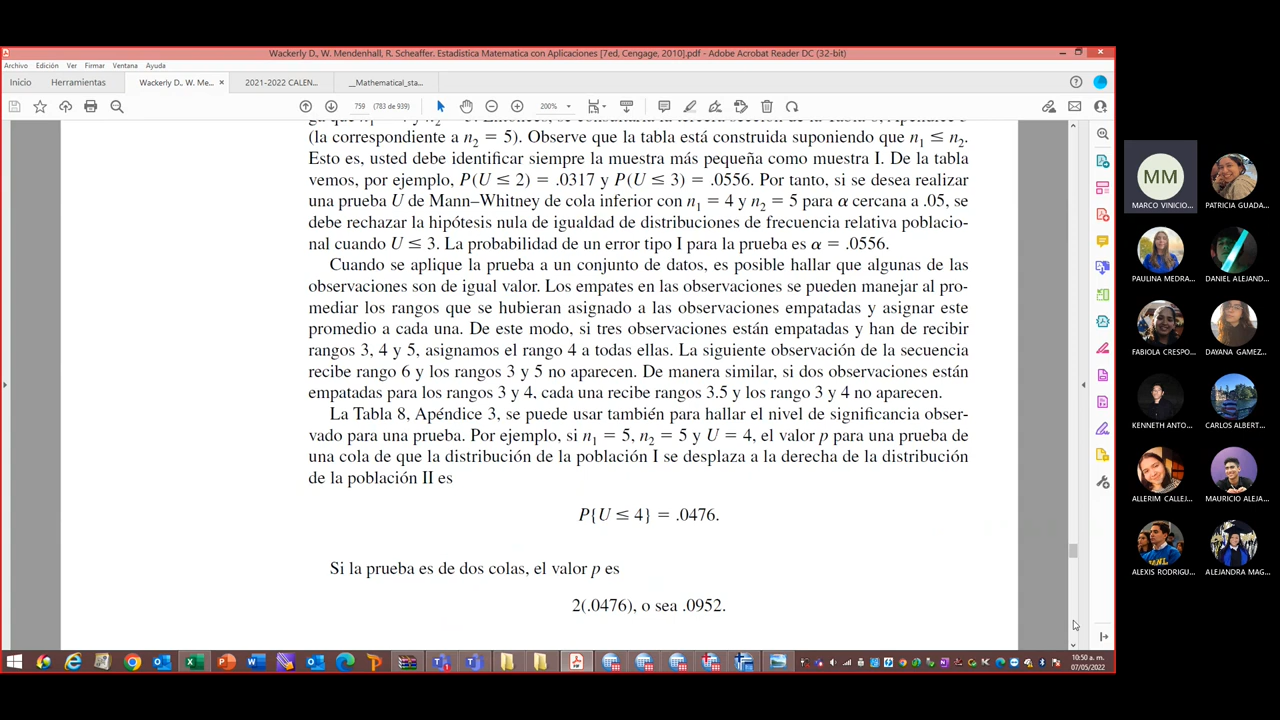 Wackerly D., W. Mendenhall, R. Scheaffer. Estadística Matematica con Aplicaciones [7ed, Cengage, 2010].pdf - Adobe Acrobat Reader DC (32-bit)
Archivo Edición Ver Firmar Ventana Ayuda
Inicio Herramientas Wackerly D., W. Me... × 2021-2022 CALEN... __Mathematical_sta...
759 (783 de 939) 200%
(la correspondiente a n₂ = 5). Observe que la tabla está construida suponiendo que n₁ ≤ n₂.
Esto es, usted debe identificar siempre la muestra más pequeña como muestra I. De la tabla
vemos, por ejemplo, P(U ≤ 2) = .0317 y P(U ≤ 3) = .0556. Por tanto, si se desea realizar
una prueba U de Mann–Whitney de cola inferior con n₁ = 4 y n₂ = 5 para α cercana a .05, se
debe rechazar la hipótesis nula de igualdad de distribuciones de frecuencia relativa poblacio-
nal cuando U ≤ 3. La probabilidad de un error tipo I para la prueba es α = .0556.
Cuando se aplique la prueba a un conjunto de datos, es posible hallar que algunas de las
observaciones son de igual valor. Los empates en las observaciones se pueden manejar al pro-
mediar los rangos que se hubieran asignado a las observaciones empatadas y asignar este
promedio a cada una. De este modo, si tres observaciones están empatadas y han de recibir
rangos 3, 4 y 5, asignamos el rango 4 a todas ellas. La siguiente observación de la secuencia
recibe rango 6 y los rangos 3 y 5 no aparecen. De manera similar, si dos observaciones están
empatadas para los rangos 3 y 4, cada una recibe rangos 3.5 y los rango 3 y 4 no aparecen.
La Tabla 8, Apéndice 3, se puede usar también para hallar el nivel de significancia obser-
vado para una prueba. Por ejemplo, si n₁ = 5, n₂ = 5 y U = 4, el valor p para una prueba de
una cola de que la distribución de la población I se desplaza a la derecha de la distribución
de la población II es
P{U ≤ 4} = .0476.
Si la prueba es de dos colas, el valor p es
2(.0476), o sea .0952.
10:50 a. m.
07/05/2022
MM
MARCO VINICIO... PATRICIA GUADA...
PAULINA MEDRA... DANIEL ALEJAND...
FABIOLA CRESPO... DAYANA GAMEZ...
KENNETH ANTO... CARLOS ALBERT...
ALLERIM CALLEJ... MAURICIO ALEJA...
ALEXIS RODRIGU... ALEJANDRA MAG...